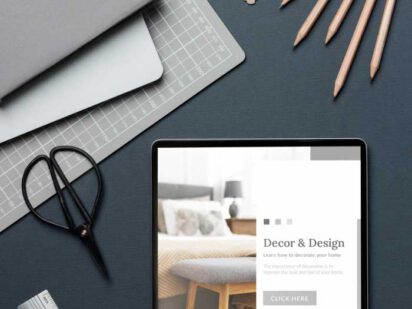 Decor & Design
Learn how to decorate your home
The importance of decoration is to
improve the look and feel of your home.
CLICK HERE